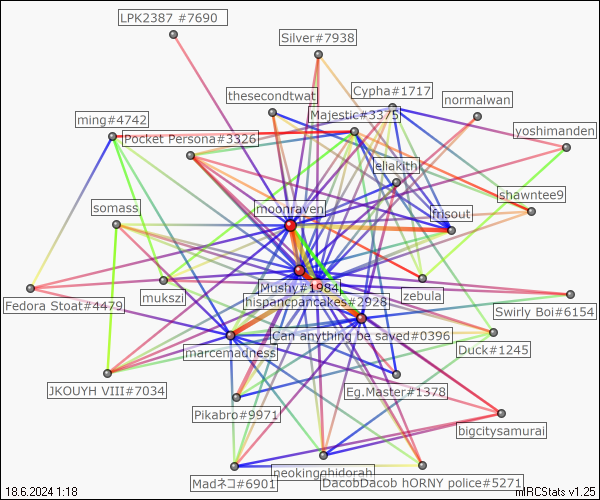 LPK2387 #7690
Silver#7938
Cypha#1717
thesecondtwat
normalwan
Majestic#3375
ming#4742
yoshimanden
Pocket Persona#3326
eliakith
shawntee9
somass
moonraven
frisout
Mushy#1984
mukszi
zebula
hispancpancakes#2928
Fedora Stoat#4479
Swirly Boi#6154
Can anything be saved#0396
marcemadness
Duck#1245
JKOUYH VIII#7034
Eg.Master#1378
Pikabro#9971
bigcitysamurai
neokingghidorah
Madネコ#6901
DacobDacob hORNY police#5271
18.6.2024 1:18
mIRCStats v1.25